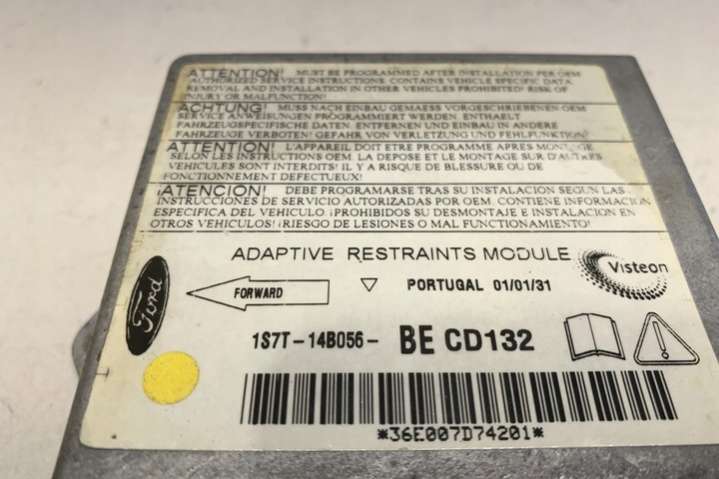 ATTENTION! MUST BE PROGRAMMED AFTER INSTALLATION PER OEM
AUTHORIZED SERVICE INSTRUCTIONS. CONTAINS VEHICLE SPECIFIC DATA.
REMOVAL AND INSTALLATION IN OTHER VEHICLES PROHIBITED! RISK OF
INJURY OR MALFUNCTION!
ACHTUNG! MUSS NACH EINBAU GEMAESS VORGESCHRIEBENEN OEM
SERVICE ANWEISUNGEN PROGRAMMIERT WERDEN. ENTHAELT
FAHRZEUGSPEZIFISCHE DATEN. ENTFERNEN UND EINBAU IN ANDERE
FAHRZEUGE VERBOTEN! GEFAHR VON VERLETZUNG UND FEHLFUNKTION!
ATTENTION! L'APPAREIL DOIT ETRE PROGRAMME APRES MONTAGE
SELON LES INSTRUCTIONS OEM. LA DEPOSE ET LE MONTAGE SUR D'AUTRES
VEHICULES SONT INTERDITS! IL Y A RISQUE DE BLESSURE OU DE
FONCTIONNEMENT DEFECTUEUX!
¡ATENCION! DEBE PROGRAMARSE TRAS SU INSTALACION SEGUN LAS
INSTRUCCIONES DE SERVICIO AUTORIZADAS POR OEM. CONTIENE INFORMACION
ESPECIFICA DEL VEHICULO ¡PROHIBIDOS SU DESMONTAJE E INSTALACION EN
OTROS VEHICULOS! ¡RIESGO DE LESIONES O MAL FUNCIONAMIENTO!
ADAPTIVE RESTRAINTS MODULE
Visteon
Ford
FORWARD
PORTUGAL 01/01/31
1S7T-14B056- BE CD132
*36E007D74201*